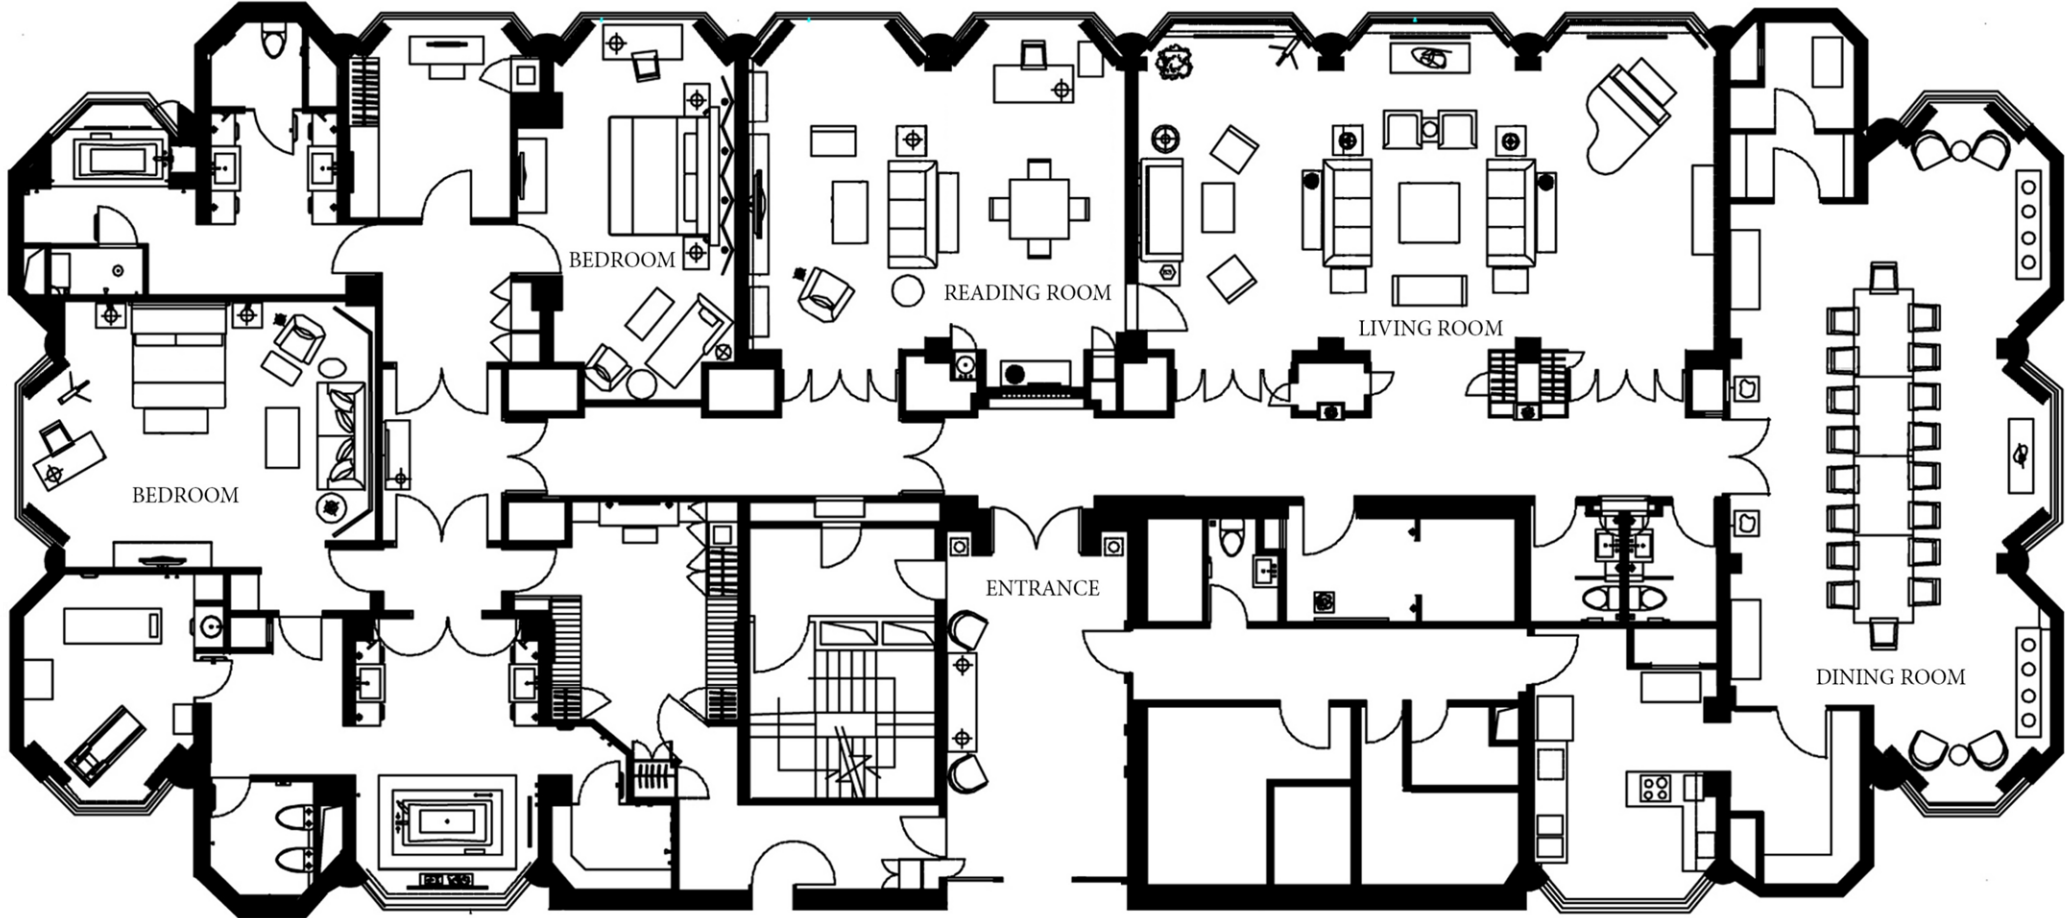 BEDROOM
READING ROOM
LIVING ROOM
BEDROOM
ENTRANCE
DINING ROOM